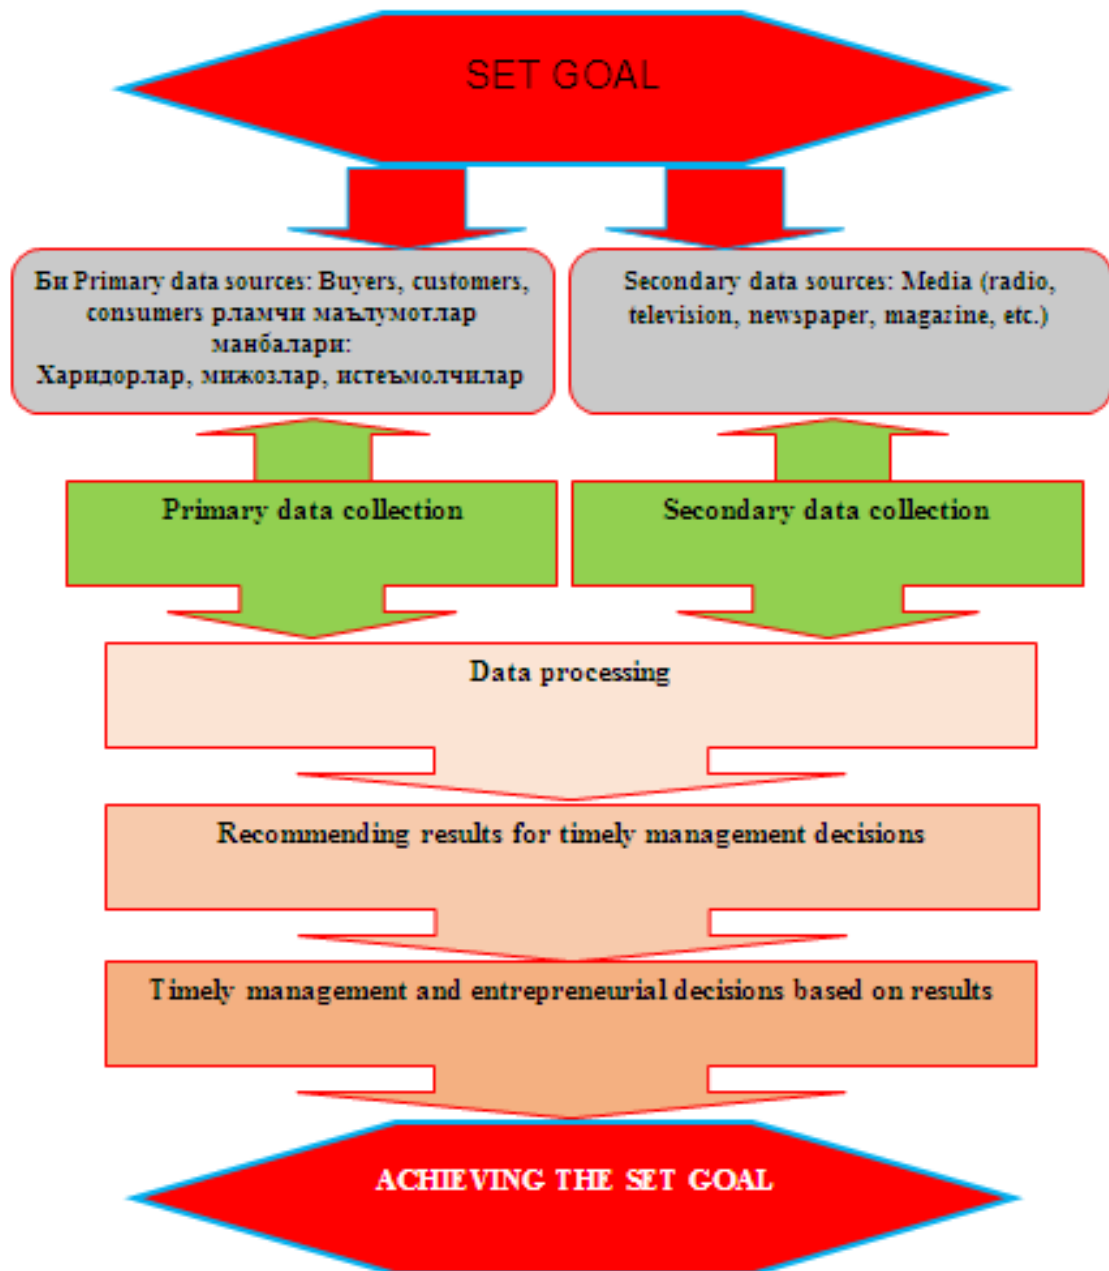 SET GOAL
Би Primary data sources: Buyers, customers,
consumers рламчи маълумотлар
манбалари:
Харидорлар, мижозлар, истеъмолчилар
Secondary data sources: Media (radio,
television, newspaper, magazine, etc.)
Primary data collection
Secondary data collection
Data processing
Recommending results for timely management decisions
Timely management and entrepreneurial decisions based on results
ACHIEVING THE SET GOAL